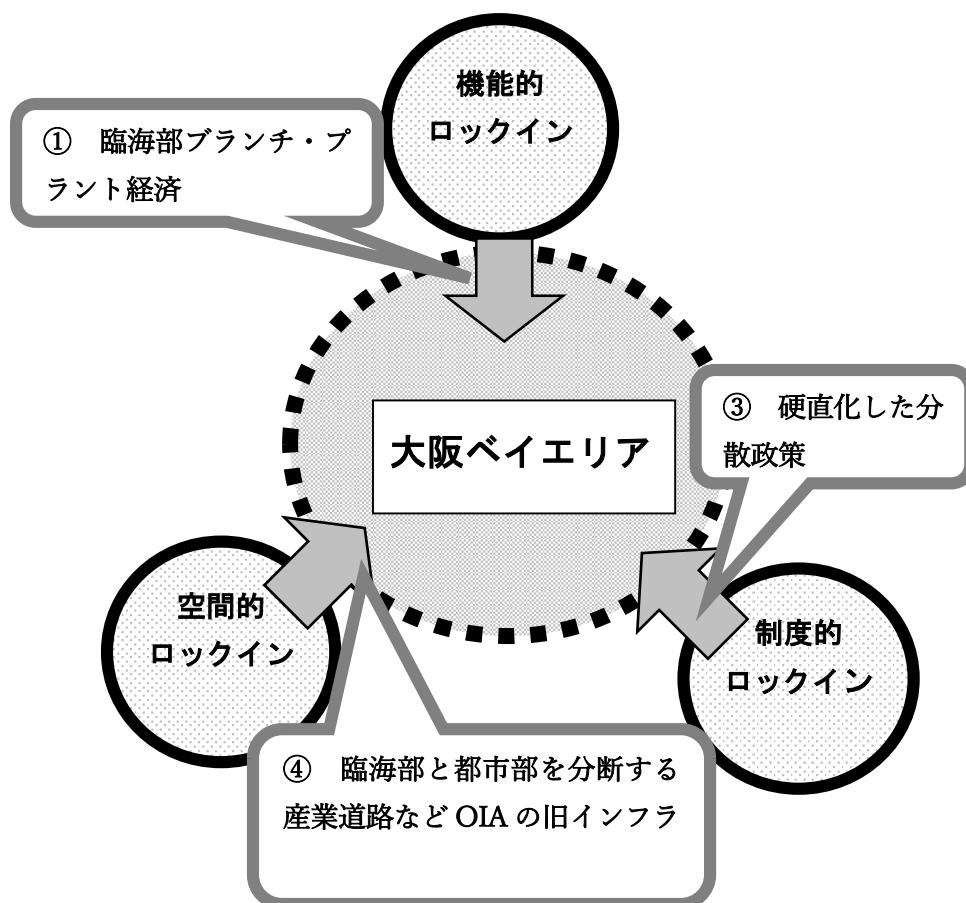 機能的
ロックイン
① 臨海部ブランチ・プ
ラント経済
大阪ベイエリア
③ 硬直化した分
散政策
空間的
ロックイン
制度的
ロックイン
④ 臨海部と都市部を分断する
産業道路など OIA の旧インフラ